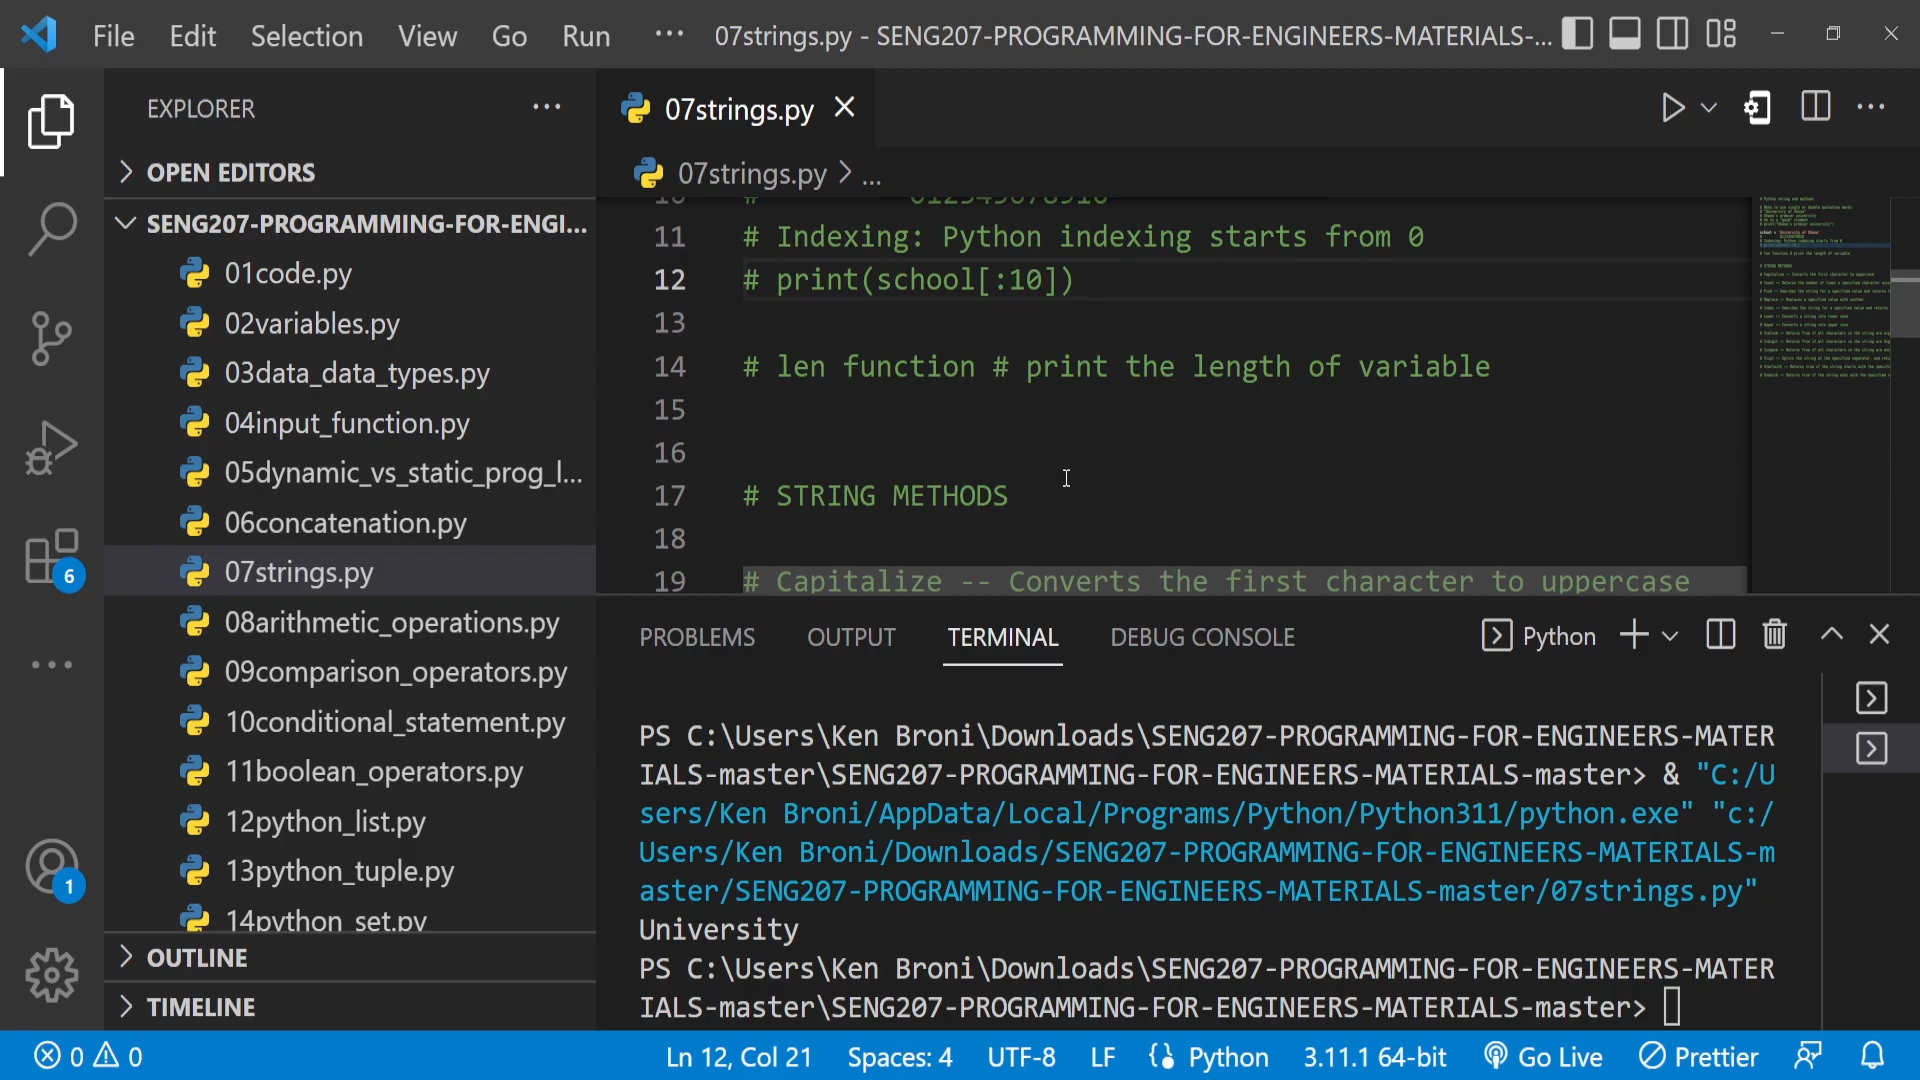 File Edit Selection View Go Run ··· 07strings.py - SENG207-PROGRAMMING-FOR-ENGINEERS-MATERIALS-...
EXPLORER ···
OPEN EDITORS
SENG207-PROGRAMMING-FOR-ENGI...
01code.py
02variables.py
03data_data_types.py
04input_function.py
05dynamic_vs_static_prog_l...
06concatenation.py
07strings.py
08arithmetic_operations.py
09comparison_operators.py
10conditional_statement.py
11boolean_operators.py
12python_list.py
13python_tuple.py
14python_set.py
OUTLINE
TIMELINE
6
1
07strings.py
07strings.py > ...
11 # Indexing: Python indexing starts from 0
12 # print(school[:10])
13
14 # len function # print the length of variable
15
16
17 # STRING METHODS
18
19 # Capitalize -- Converts the first character to uppercase
PROBLEMS OUTPUT TERMINAL DEBUG CONSOLE Python
PS C:\Users\Ken Broni\Downloads\SENG207-PROGRAMMING-FOR-ENGINEERS-MATER
IALS-master\SENG207-PROGRAMMING-FOR-ENGINEERS-MATERIALS-master> & "C:/U
sers/Ken Broni/AppData/Local/Programs/Python/Python311/python.exe" "c:/
Users/Ken Broni/Downloads/SENG207-PROGRAMMING-FOR-ENGINEERS-MATERIALS-m
aster/SENG207-PROGRAMMING-FOR-ENGINEERS-MATERIALS-master/07strings.py"
University
PS C:\Users\Ken Broni\Downloads\SENG207-PROGRAMMING-FOR-ENGINEERS-MATER
IALS-master\SENG207-PROGRAMMING-FOR-ENGINEERS-MATERIALS-master>
0 0 Ln 12, Col 21 Spaces: 4 UTF-8 LF Python 3.11.1 64-bit Go Live Prettier